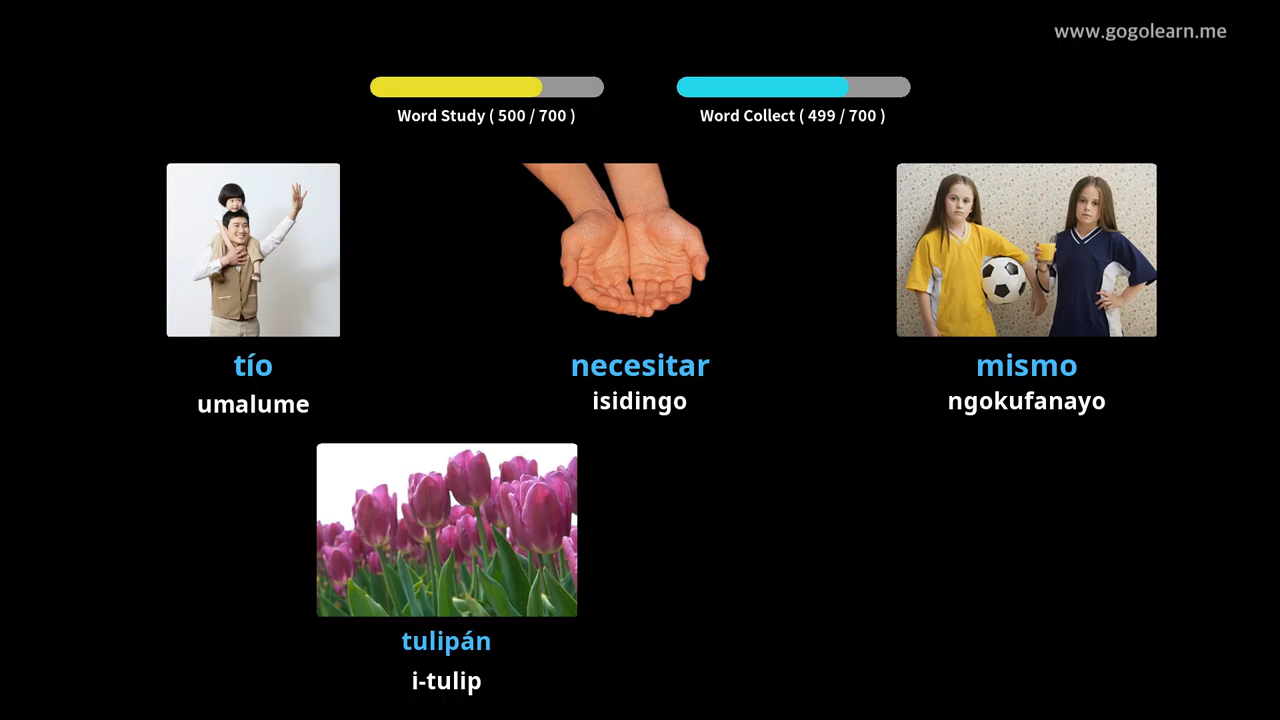 www.gogolearn.me
Word Study ( 500 / 700 )
Word Collect ( 499 / 700 )
tío
necesitar
mismo
umalume
isidingo
ngokufanayo
tulipán
i-tulip